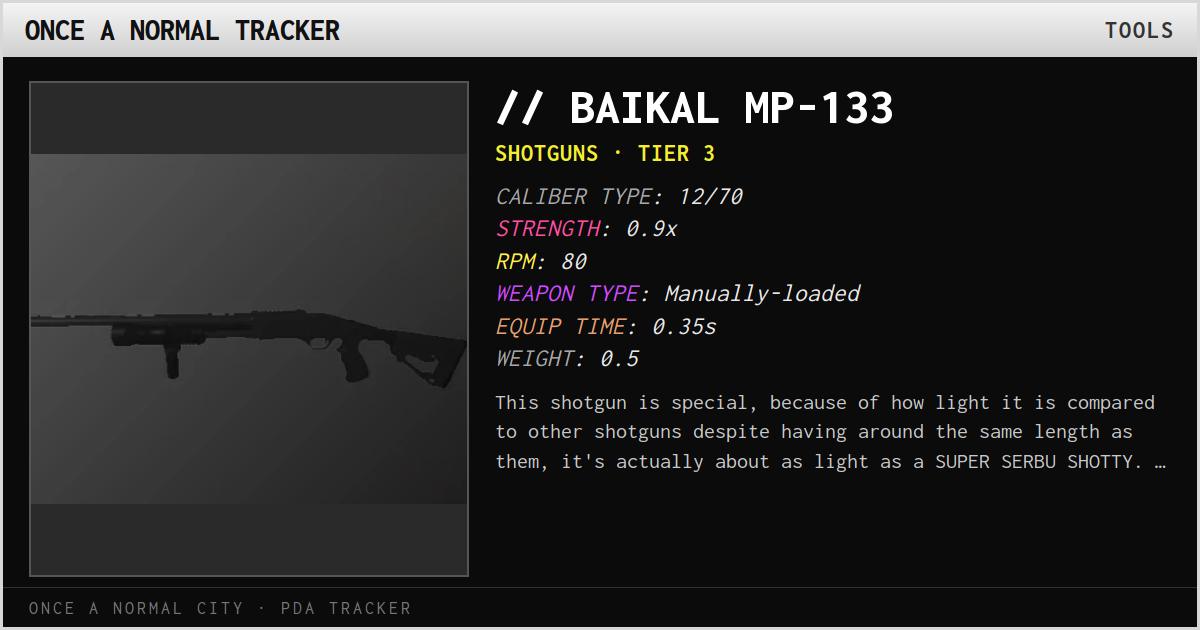 ONCE A NORMAL TRACKER
TOOLS
// BAIKAL MP-133
SHOTGUNS · TIER 3
CALIBER TYPE: 12/70
STRENGTH: 0.9x
RPM: 80
WEAPON TYPE: Manually-loaded
EQUIP TIME: 0.35s
WEIGHT: 0.5
This shotgun is special, because of how light it is compared
to other shotguns despite having around the same length as
them, it's actually about as light as a SUPER SERBU SHOTTY. …
ONCE A NORMAL CITY · PDA TRACKER